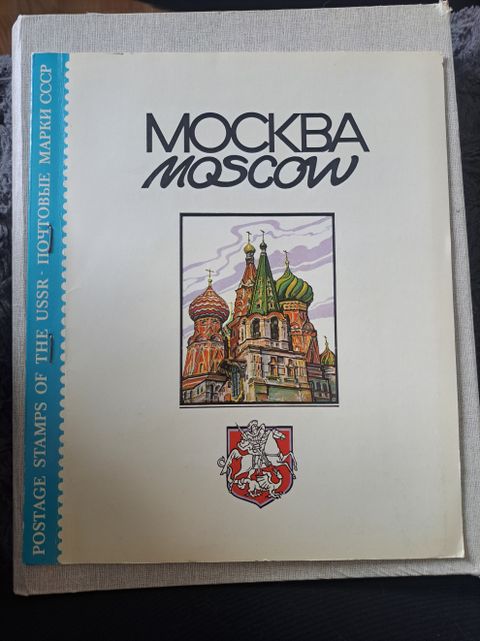 МОСКВА
MOSCOW
POSTAGE STAMPS OF THE USSR · ПОЧТОВЫЕ МАРКИ СССР